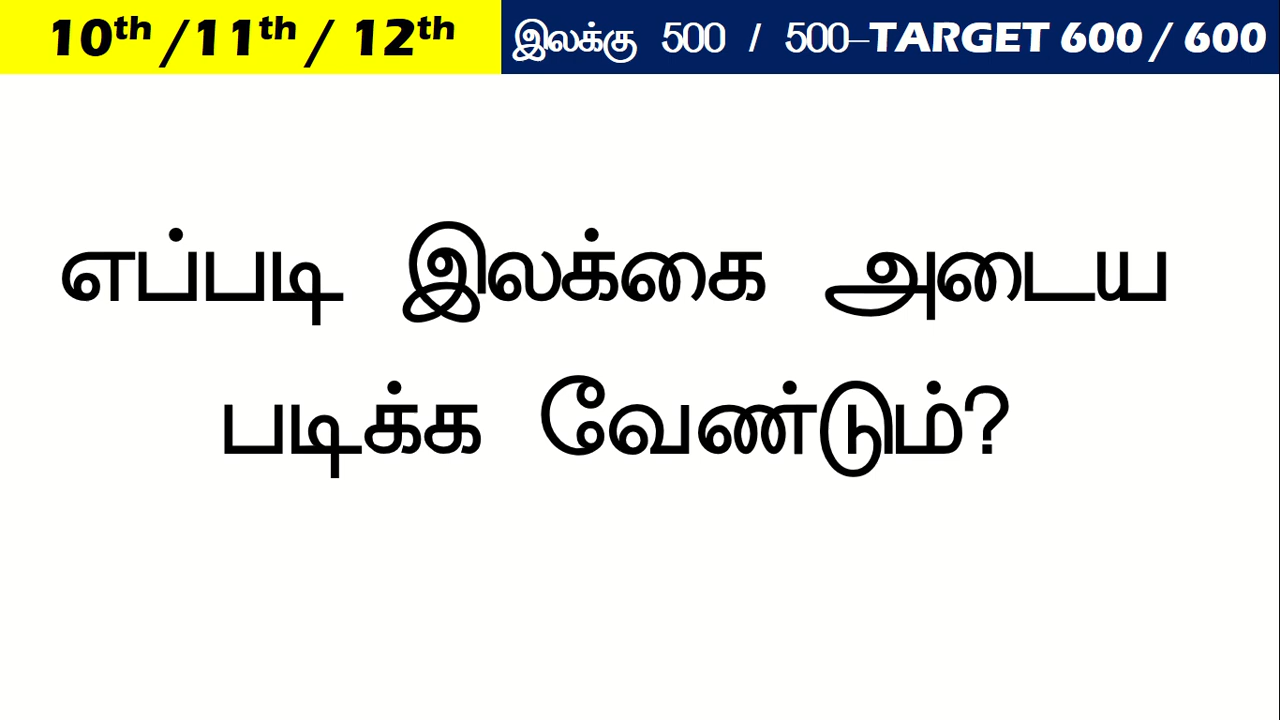 10th / 11th / 12th
இலக்கு 500 / 500–TARGET 600 / 600
எப்படி இலக்கை அடைய
படிக்க வேண்டும்?